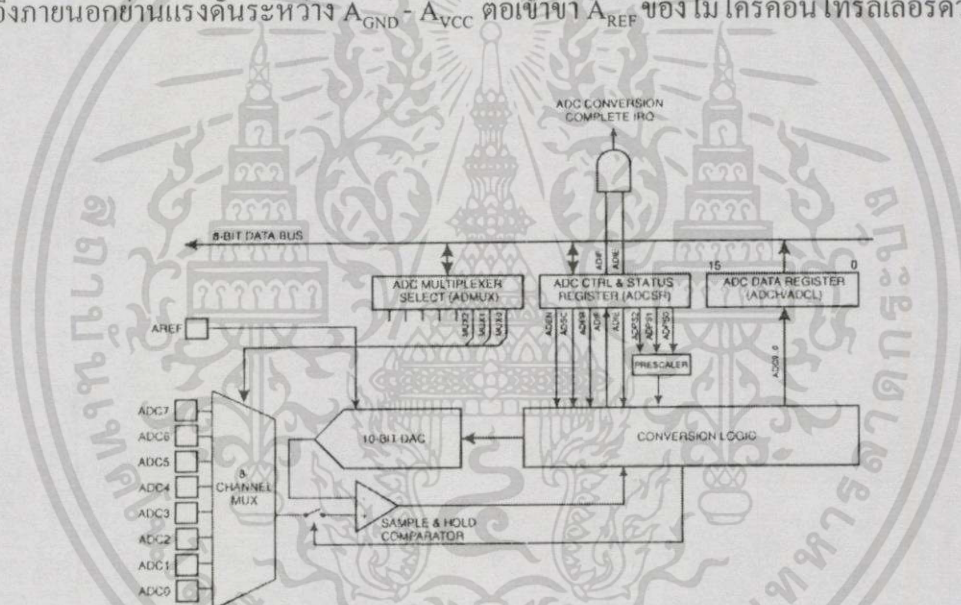 อิงภายนอกย่านแรงดันระหว่าง A_GND - A_VCC ต่อเข้าขา A_REF ของไมโครคอนโทรลเลอร์
ADC CONVERSION
COMPLETE IRQ
8-BIT DATA BUS
ADIF
ADIE
15
0
ADC MULTIPLEXER
SELECT (ADMUX)
ADC CTRL & STATUS
REGISTER (ADCSR)
ADC DATA REGISTER
(ADCH/ADCL)
MUX2
MUX1
MUX0
ADEN
ADSC
ADFR
ADIF
ADPS2
ADPS1
ADPS0
ADC9..0
AREF
PRESCALER
ADC7
ADC6
ADC5
ADC4
ADC3
ADC2
ADC1
ADC0
8
CHANNEL
MUX
10-BIT DAC
CONVERSION LOGIC
SAMPLE & HOLD
COMPARATOR